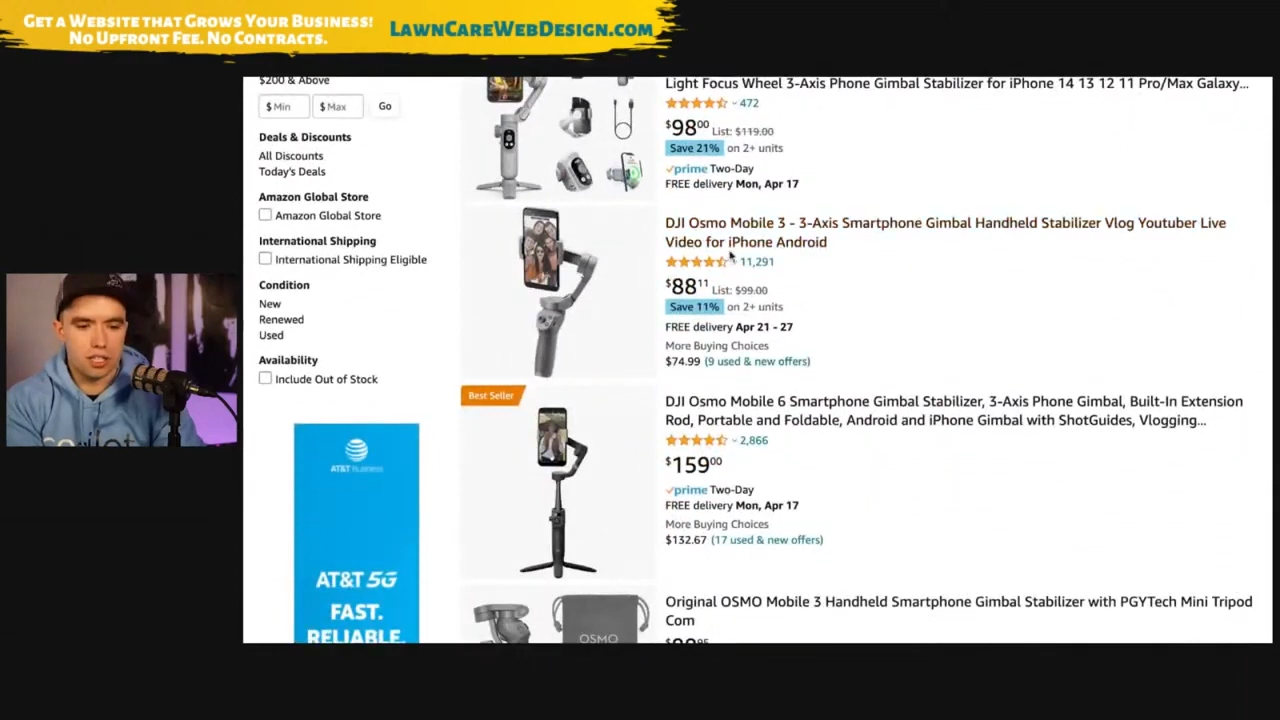 Get a Website that Grows Your Business!
No Upfront Fee. No Contracts.
LawnCareWebDesign.com
$200 & Above
$ Min
$ Max
Go
Deals & Discounts
All Discounts
Today's Deals
Amazon Global Store
Amazon Global Store
International Shipping
International Shipping Eligible
Condition
New
Renewed
Used
Availability
Include Out of Stock
AT&T Business
AT&T 5G
FAST.
RELIABLE.
Light Focus Wheel 3-Axis Phone Gimbal Stabilizer for iPhone 14 13 12 11 Pro/Max Galaxy...
472
$98.00 List: $119.00
Save 21% on 2+ units
prime Two-Day
FREE delivery Mon, Apr 17
DJI Osmo Mobile 3 - 3-Axis Smartphone Gimbal Handheld Stabilizer Vlog Youtuber Live
Video for iPhone Android
11,291
$88.11 List: $99.00
Save 11% on 2+ units
FREE delivery Apr 21 - 27
More Buying Choices
$74.99 (9 used & new offers)
Best Seller
DJI Osmo Mobile 6 Smartphone Gimbal Stabilizer, 3-Axis Phone Gimbal, Built-In Extension
Rod, Portable and Foldable, Android and iPhone Gimbal with ShotGuides, Vlogging...
2,866
$159.00
prime Two-Day
FREE delivery Mon, Apr 17
More Buying Choices
$132.67 (17 used & new offers)
OSMO
Original OSMO Mobile 3 Handheld Smartphone Gimbal Stabilizer with PGYTech Mini Tripod
Com